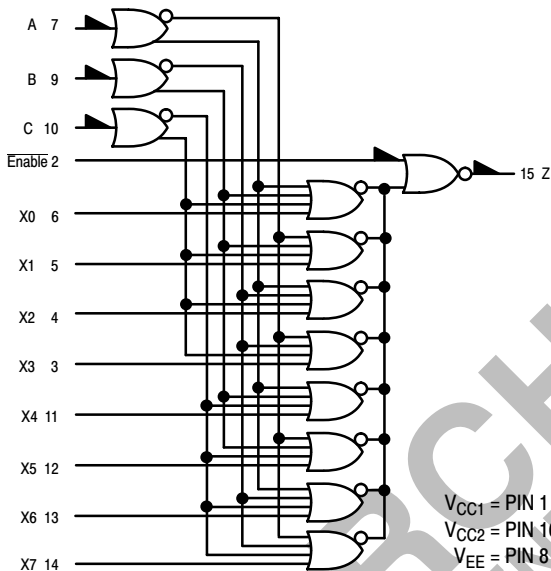 A 7
B 9
C 10
Enable 2
15 Z
X0 6
X1 5
X2 4
X3 3
X4 11
X5 12
X6 13
X7 14
VCC1 = PIN 1
VCC2 = PIN 16
VEE = PIN 8
RCH